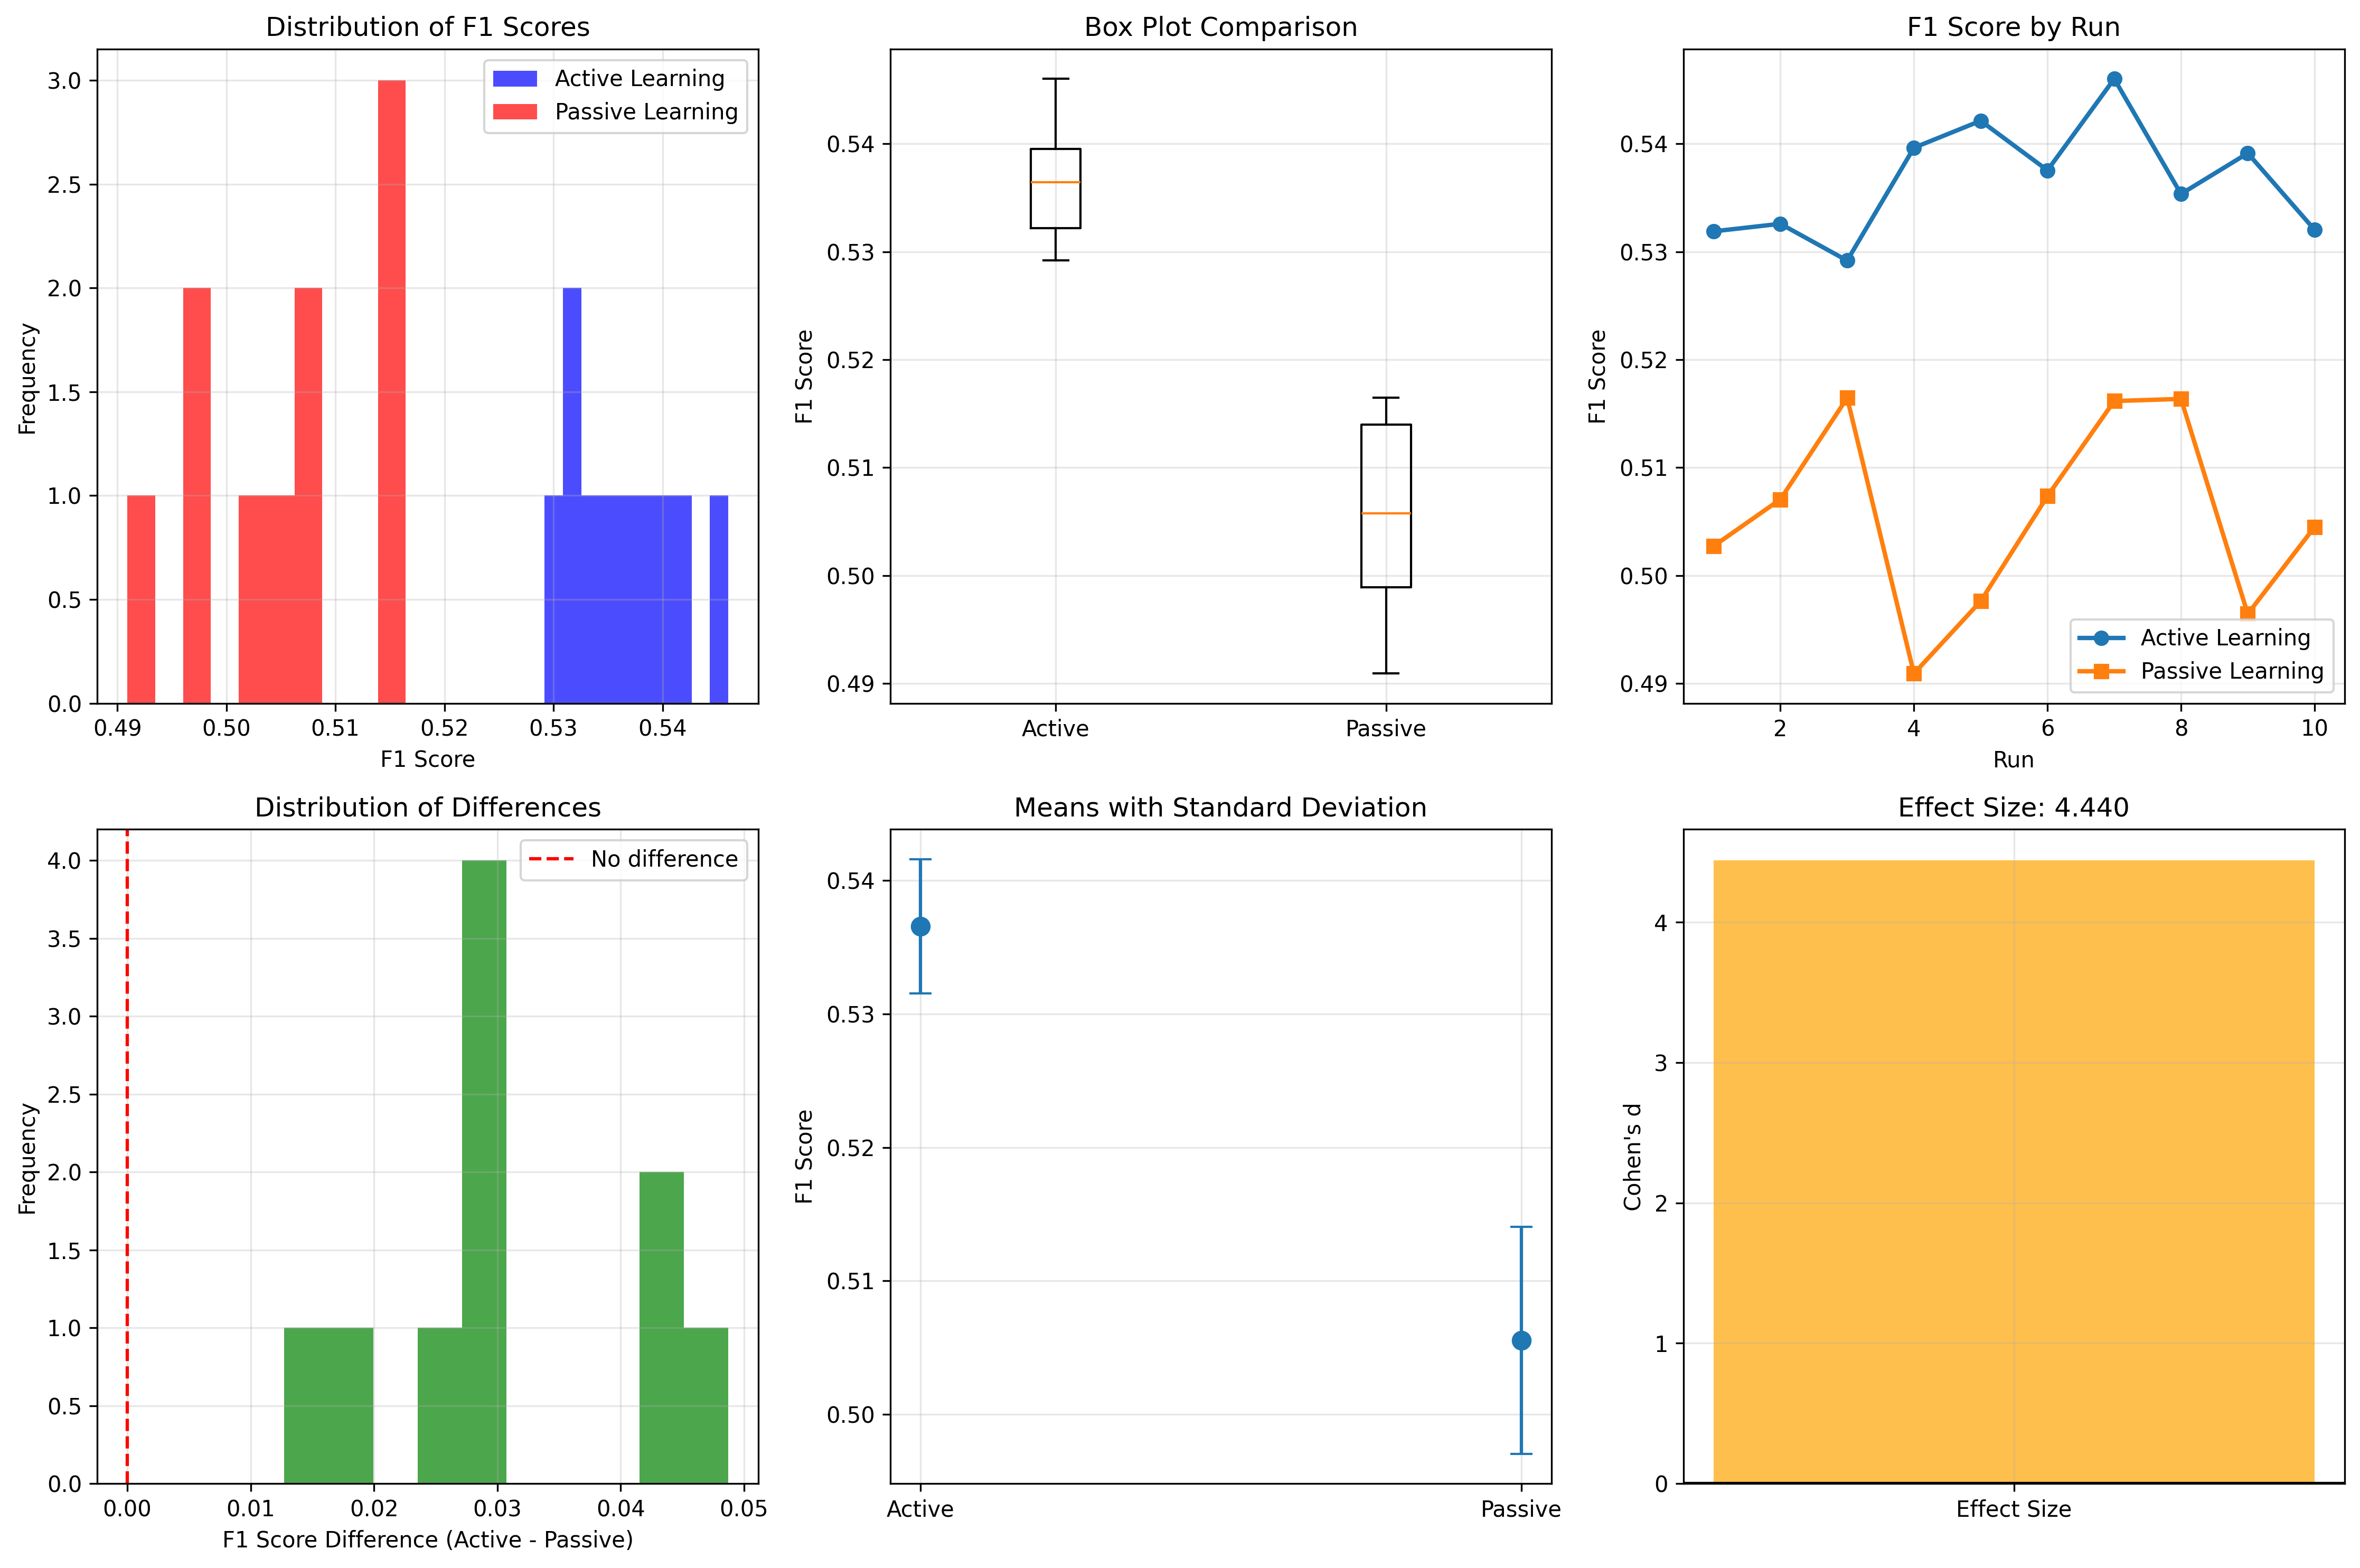 Distribution of F1 Scores
3.0
2.5
2.0
1.5
1.0
0.5
0.0
Frequency
Active Learning
Passive Learning
0.49 0.50 0.51 0.52 0.53 0.54
F1 Score
Box Plot Comparison
0.54
0.53
0.52
0.51
0.50
0.49
F1 Score
Active Passive
F1 Score by Run
0.54
0.53
0.52
0.51
0.50
0.49
F1 Score
Active Learning
Passive Learning
2 4 6 8 10
Run
Distribution of Differences
4.0
3.5
3.0
2.5
2.0
1.5
1.0
0.5
0.0
Frequency
No difference
0.00 0.01 0.02 0.03 0.04 0.05
F1 Score Difference (Active - Passive)
Means with Standard Deviation
0.54
0.53
0.52
0.51
0.50
F1 Score
Active Passive
Effect Size: 4.440
4
3
2
1
0
Cohen's d
Effect Size